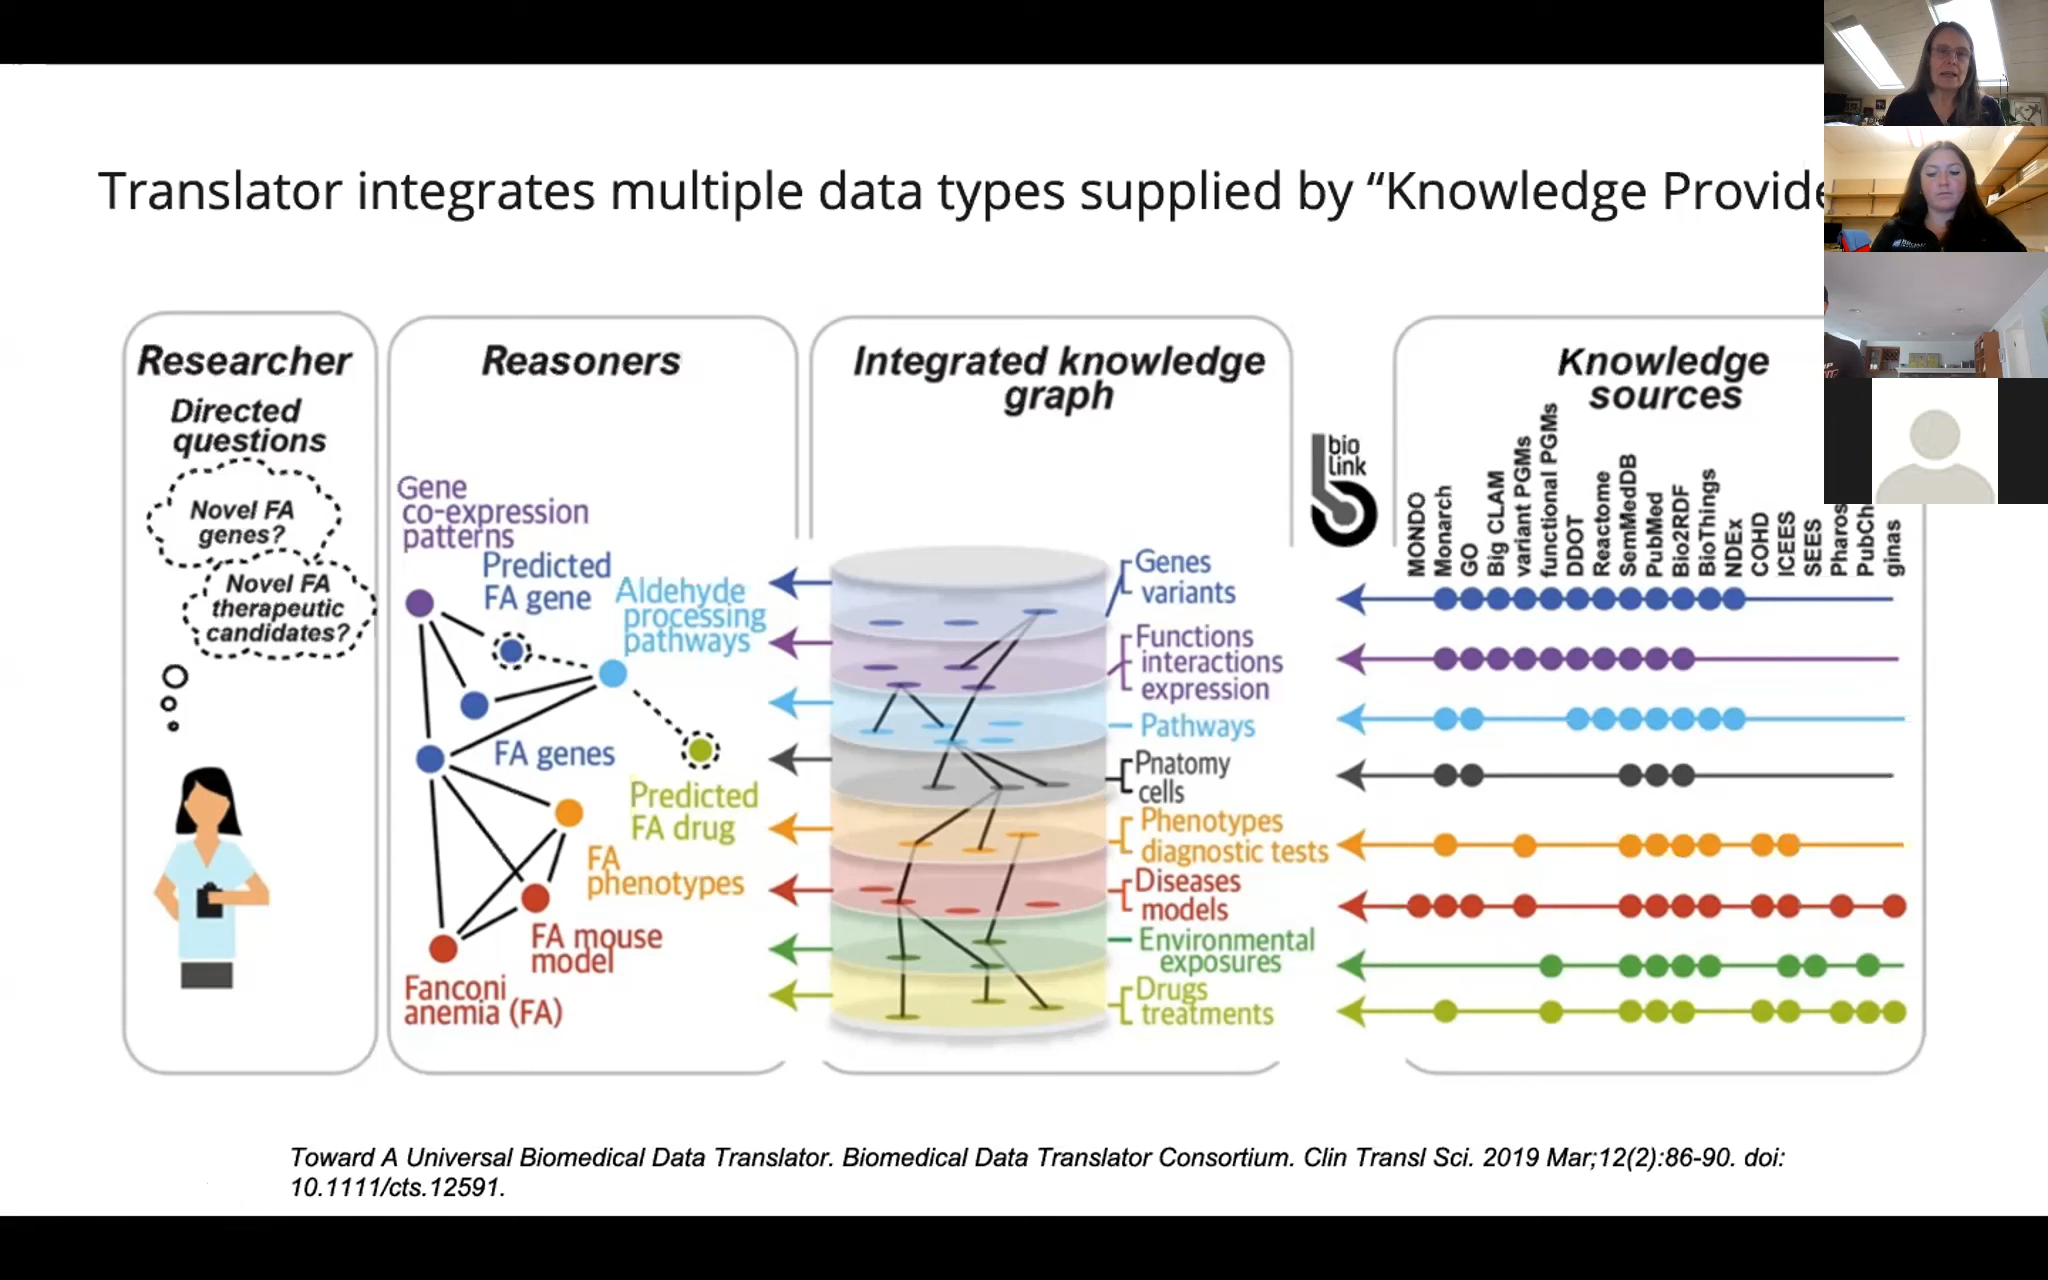 Translator integrates multiple data types supplied by “Knowledge Provide
Researcher
Directed
questions
Novel FA
genes?
Novel FA
therapeutic
candidates?
Reasoners
Gene
co-expression
patterns
Predicted
FA gene
Aldehyde
processing
pathways
FA genes
Predicted
FA drug
FA
phenotypes
FA mouse
model
Fanconi
anemia (FA)
Integrated knowledge
graph
Genes
variants
Functions
interactions
expression
Pathways
Pnatomy
cells
Phenotypes
diagnostic tests
Diseases
models
Environmental
exposures
Drugs
treatments
bio
link
Knowledge
sources
MONDO
Monarch
GO
Big CLAM
variant PGMs
functional PGMs
DDOT
Reactome
SemMedDB
PubMed
Bio2RDF
BioThings
NDEx
COHD
ICEES
SEES
Pharos
PubCh
ginas
Toward A Universal Biomedical Data Translator. Biomedical Data Translator Consortium. Clin Transl Sci. 2019 Mar;12(2):86-90. doi:
10.1111/cts.12591.